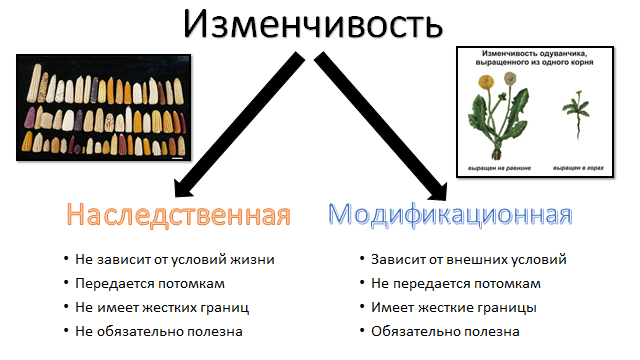 Изменчивость
Изменчивость одуванчика,
выращенного из одного корня
выращен на равнине
выращен в горах
Наследственная
• Не зависит от условий жизни
• Передается потомкам
• Не имеет жестких границ
• Не обязательно полезна
Модификационная
• Зависит от внешних условий
• Не передается потомкам
• Имеет жесткие границы
• Обязательно полезна